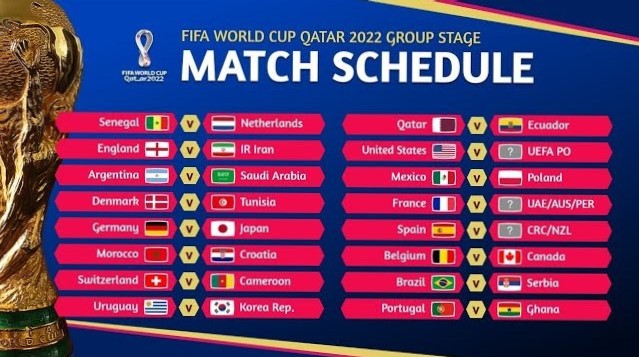 FIFA WORLD CUP QATAR 2022 GROUP STAGE
MATCH SCHEDULE
FIFA WORLD CUP
Qatar2022
Senegal V Netherlands
England V IR Iran
Argentina V Saudi Arabia
Denmark V Tunisia
Germany V Japan
Morocco V Croatia
Switzerland V Cameroon
Uruguay V Korea Rep.
Qatar V Ecuador
United States V ? UEFA PO
Mexico V Poland
France V ? UAE/AUS/PER
Spain V ? CRC/NZL
Belgium V Canada
Brazil V Serbia
Portugal V Ghana